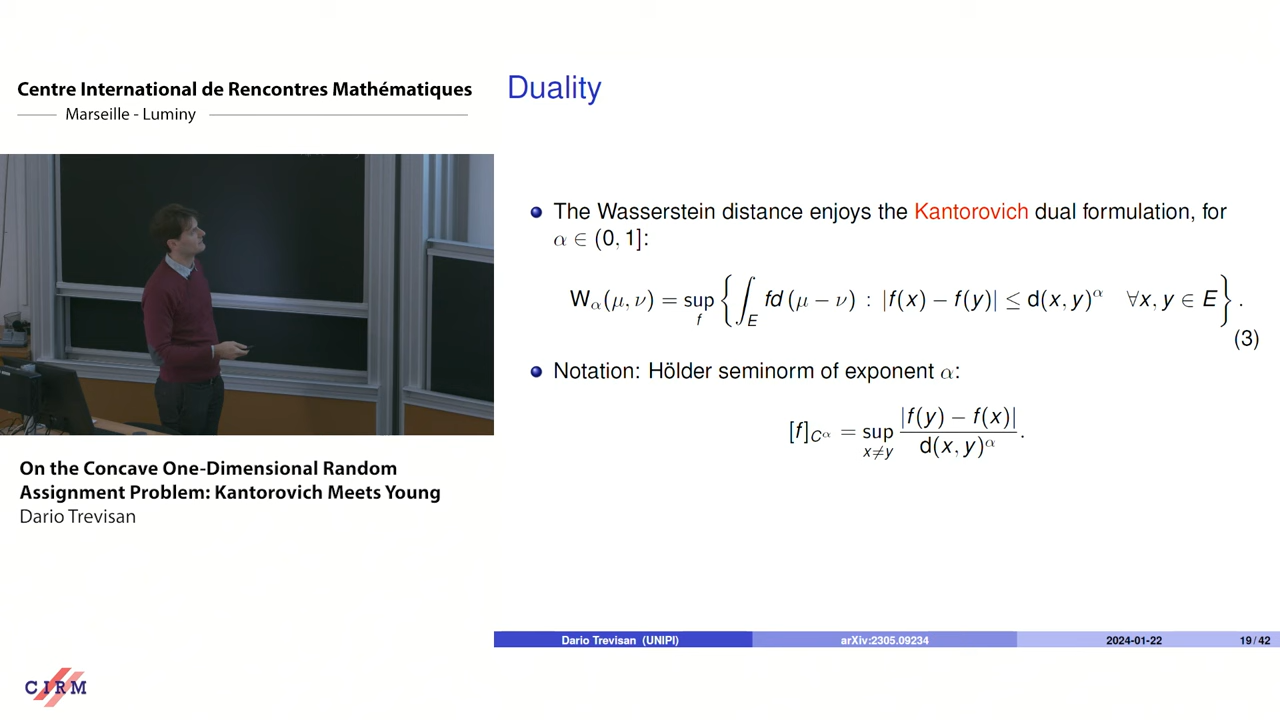 Centre International de Rencontres Mathématiques
Marseille - Luminy
Duality
The Wasserstein distance enjoys the Kantorovich dual formulation, for
α ∈ (0, 1]:
W_α(μ, ν) = sup_f { ∫_E fd (μ − ν) : |f(x) − f(y)| ≤ d(x, y)^α ∀x, y ∈ E } .
(3)
Notation: Hölder seminorm of exponent α:
[f]_{C^α} = sup_{x≠y} |f(y) − f(x)| / d(x, y)^α .
On the Concave One-Dimensional Random
Assignment Problem: Kantorovich Meets Young
Dario Trevisan
Dario Trevisan (UNIPI) arXiv:2305.09234 2024-01-22 19 / 42
CIRM